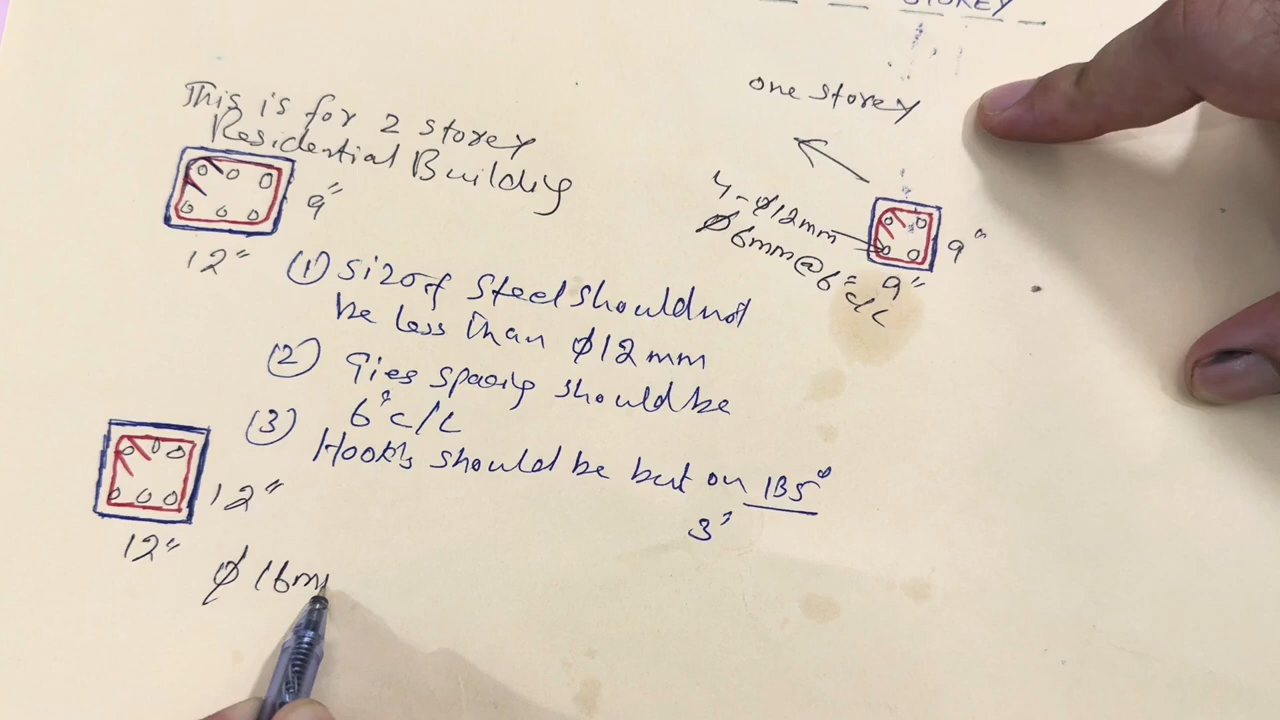 STOREY
one storey
This is for 2 storey
Residential Building
9"
12"
4-ø12mm
ø6mm@6" c/c
9"
9"
(1) Size of Steel should not
be less than ø12mm
(2) Ties spacing should be
6" c/c
(3) Hooks should be but on 135°
3"
12"
12"
ø16m